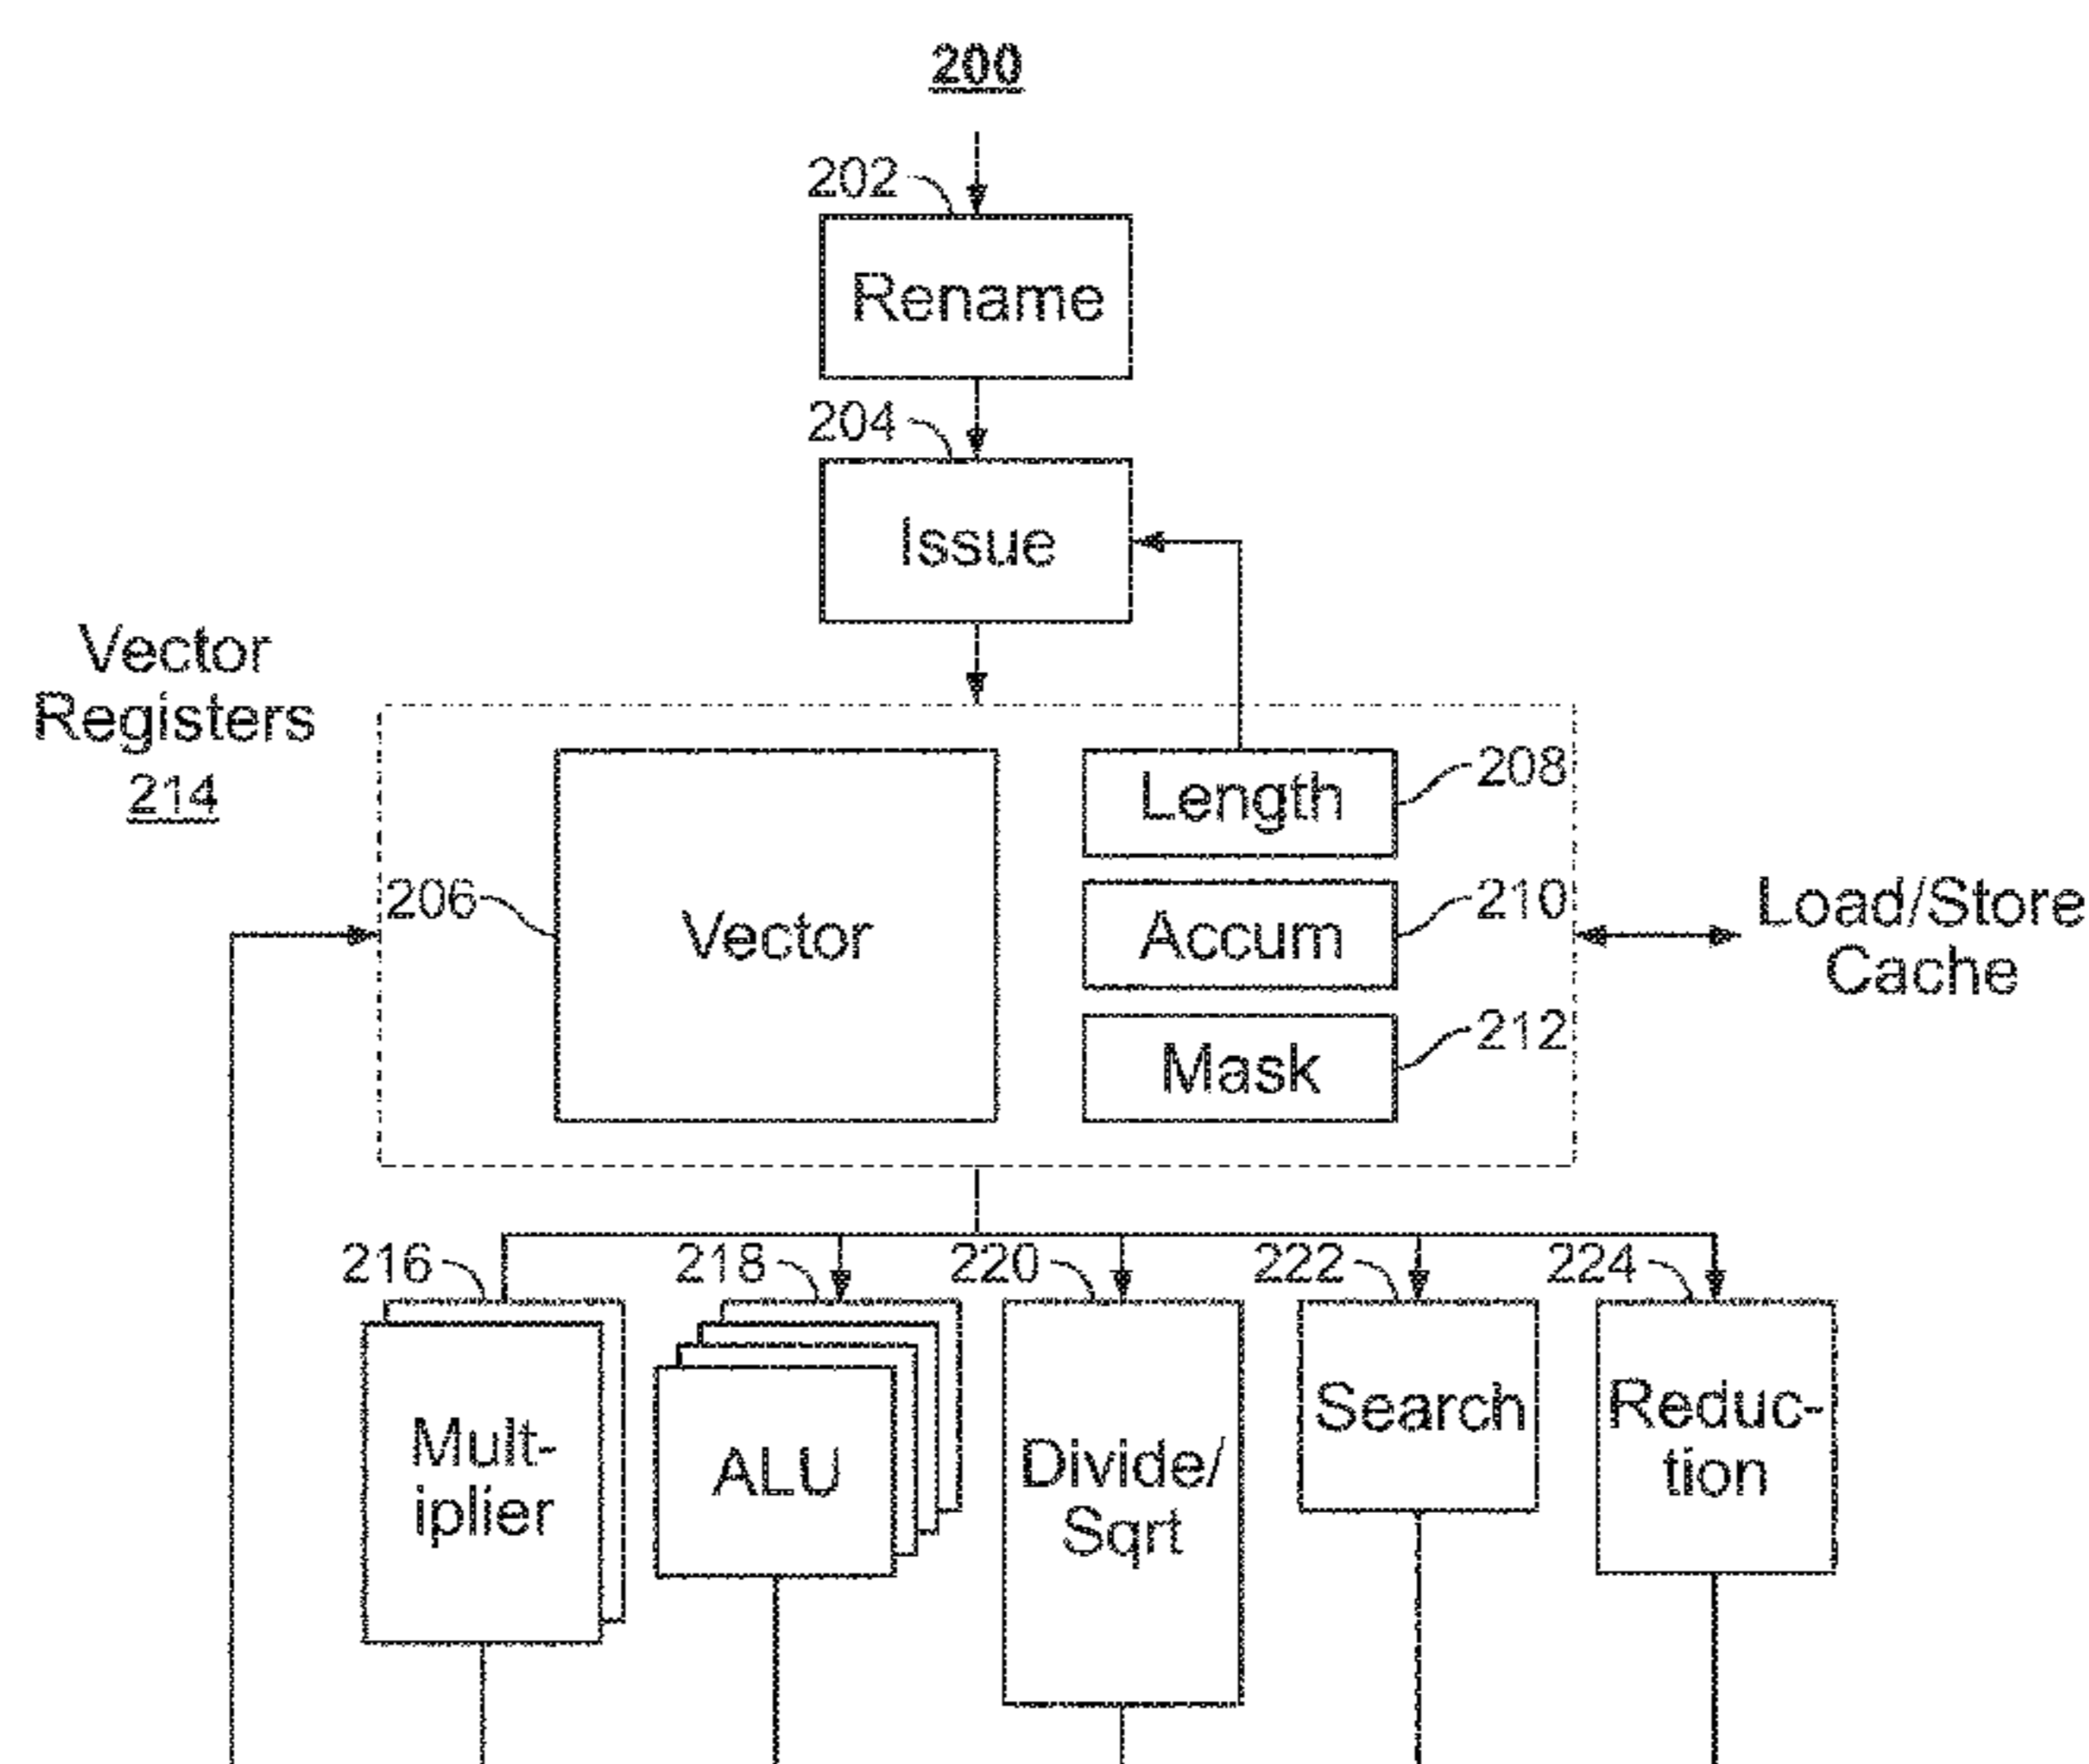 200
202
Rename
204
Issue
Vector
Registers
214
206
Vector
Length
208
Accum
210
Mask
212
Load/Store
Cache
216
Mult-
iplier
218
ALU
220
Divide/
Sqrt
222
Search
224
Reduc-
tion